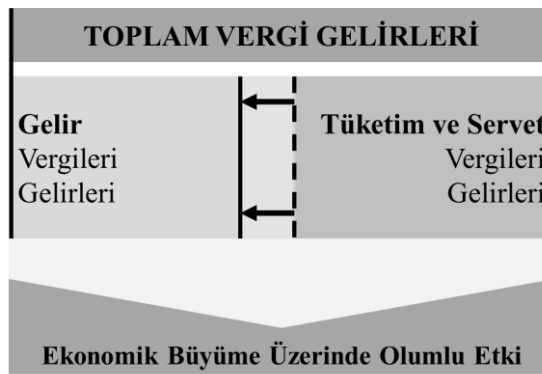 TOPLAM VERGİ GELİRLERİ
Gelir
Vergileri
Gelirleri
Tüketim ve Servet
Vergileri
Gelirleri
Ekonomik Büyüme Üzerinde Olumlu Etki